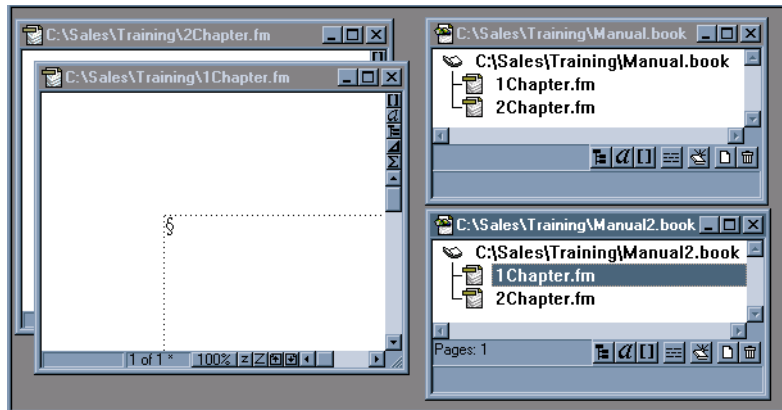 C:\Sales\Training\2Chapter.fm
C:\Sales\Training\1Chapter.fm
§
1 of 1 *
100%
z Z
C:\Sales\Training\Manual.book
C:\Sales\Training\Manual.book
1Chapter.fm
2Chapter.fm
C:\Sales\Training\Manual2.book
C:\Sales\Training\Manual2.book
1Chapter.fm
2Chapter.fm
Pages: 1